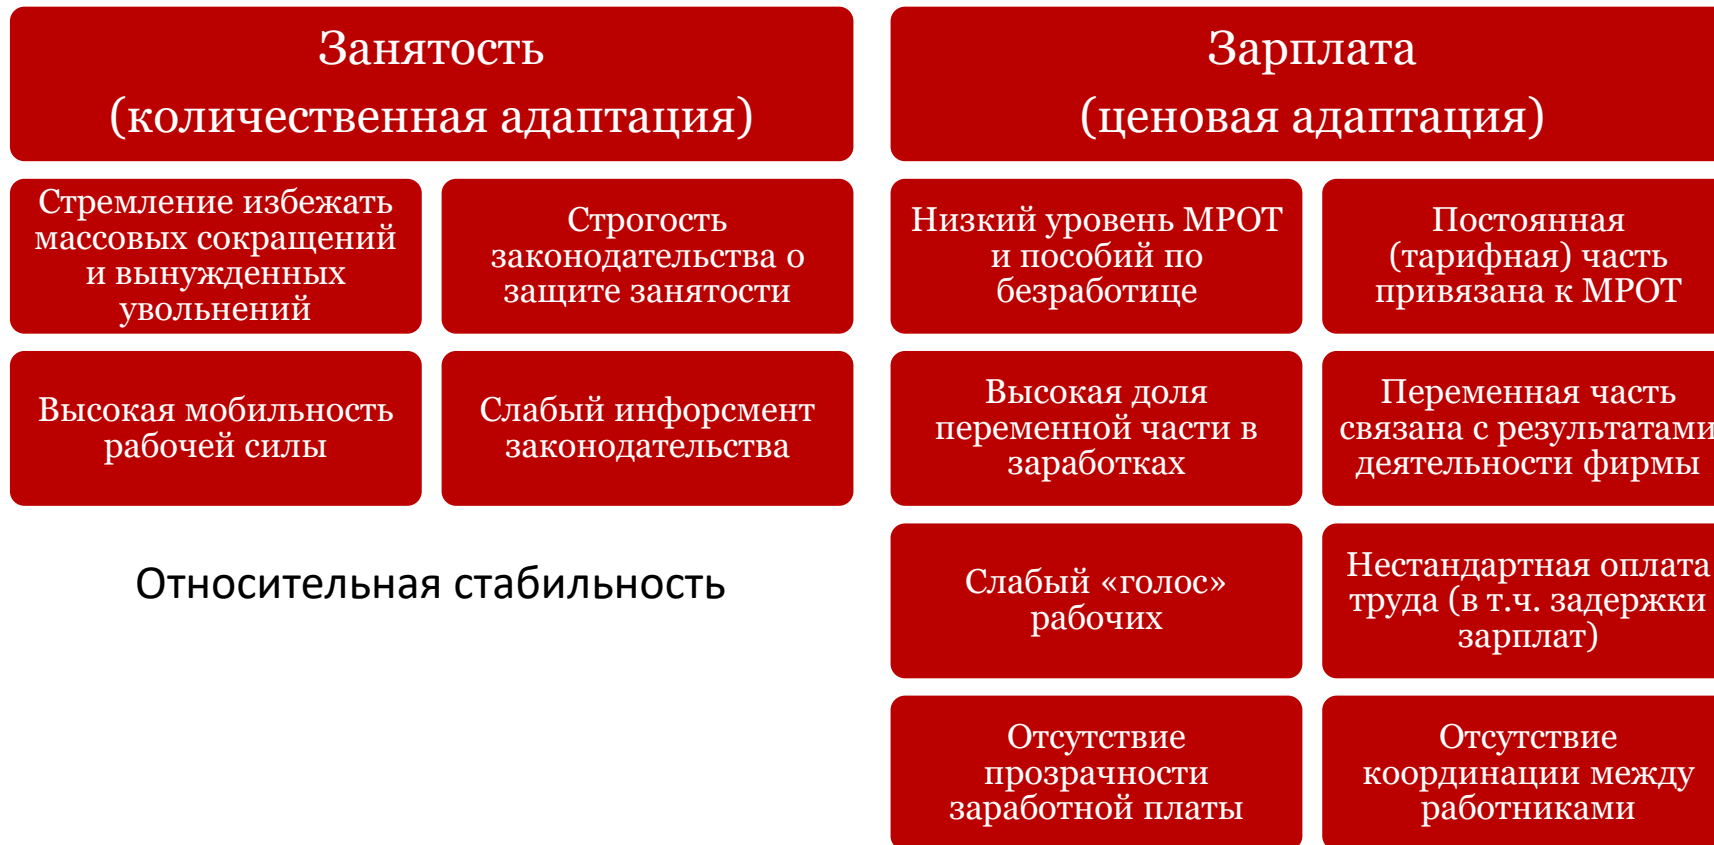 Занятость
(количественная адаптация)
Стремление избежать
массовых сокращений
и вынужденных
увольнений
Строгость
законодательства о
защите занятости
Высокая мобильность
рабочей силы
Слабый инфорсмент
законодательства
Относительная стабильность
Зарплата
(ценовая адаптация)
Низкий уровень МРОТ
и пособий по
безработице
Постоянная
(тарифная) часть
привязана к МРОТ
Высокая доля
переменной части в
заработках
Переменная часть
связана с результатами
деятельности фирмы
Слабый «голос»
рабочих
Нестандартная оплата
труда (в т.ч. задержки
зарплат)
Отсутствие
прозрачности
заработной платы
Отсутствие
координации между
работниками